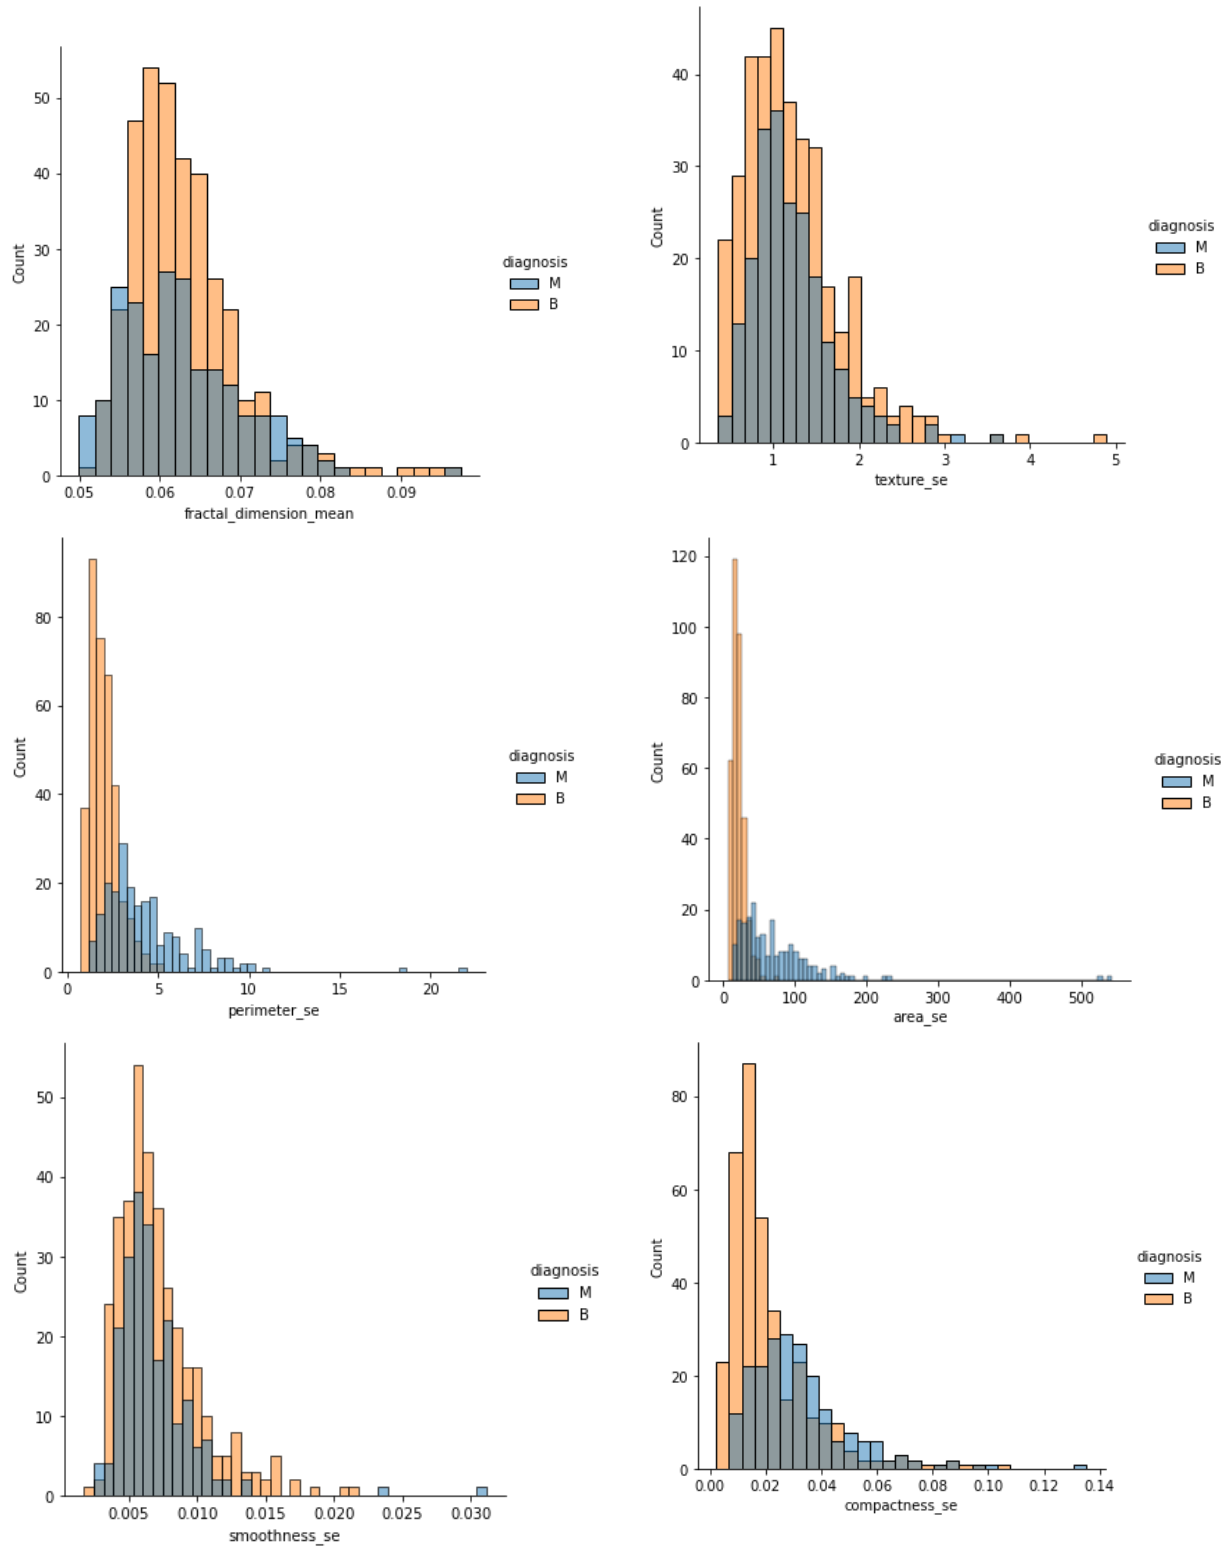 50
40
30
20
10
0
Count
0.05 0.06 0.07 0.08 0.09
fractal_dimension_mean
diagnosis
M
B
40
30
20
10
0
Count
1 2 3 4 5
texture_se
diagnosis
M
B
80
60
40
20
0
Count
0 5 10 15 20
perimeter_se
diagnosis
M
B
120
100
80
60
40
20
0
Count
0 100 200 300 400 500
area_se
diagnosis
M
B
50
40
30
20
10
0
Count
0.005 0.010 0.015 0.020 0.025 0.030
smoothness_se
diagnosis
M
B
80
60
40
20
0
Count
0.00 0.02 0.04 0.06 0.08 0.10 0.12 0.14
compactness_se
diagnosis
M
B